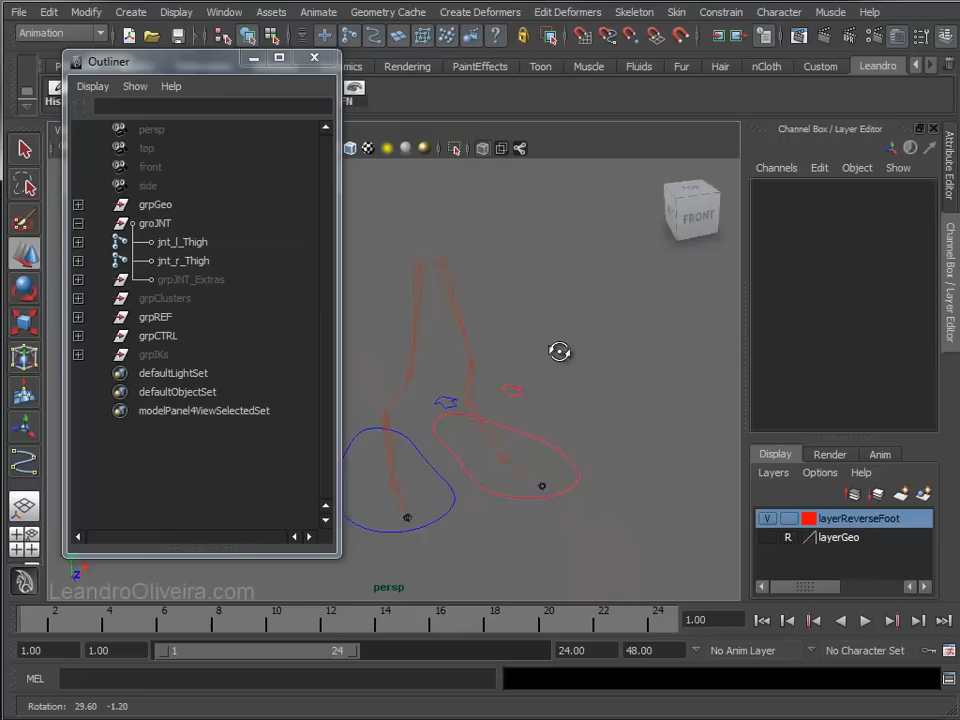 File Edit Modify Create Display Window Assets Animate Geometry Cache Create Deformers Edit Deformers Skeleton Skin Constrain Character Muscle Help
Animation
Outliner
Rendering PaintEffects Toon Muscle Fluids Fur Hair nCloth Custom Leandro
Display Show Help
persp
top
front
side
grpGeo
groJNT
jnt_l_Thigh
jnt_r_Thigh
grpJNT_Extras
grpClusters
grpREF
grpCTRL
grpIKs
defaultLightSet
defaultObjectSet
modelPanel4ViewSelectedSet
TOP
FRONT
persp
Z
LeandroOliveira.com
Channel Box / Layer Editor
Channels Edit Object Show
Attribute Editor
Channel Box / Layer Editor
Display Render Anim
Layers Options Help
V layerReverseFoot
R layerGeo
2 4 6 8 10 12 14 16 18 20 22 24
1.00
1.00 1.00 1 24 24.00 48.00 No Anim Layer No Character Set
MEL
Rotation: 29.60 -1.20